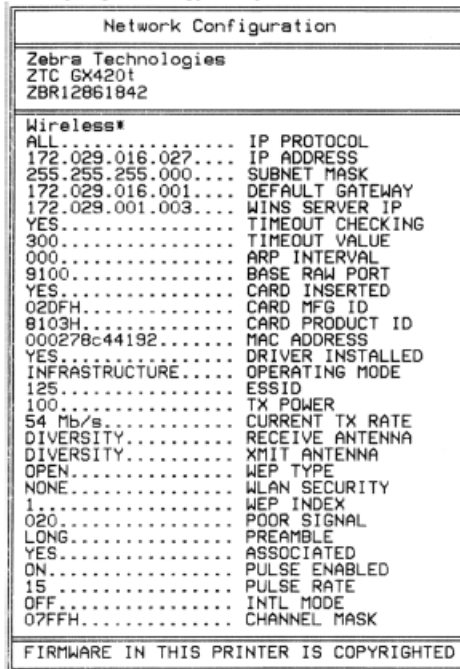 Network Configuration
Zebra Technologies
ZTC GX420t
ZBR12861842
Wireless*
ALL.................. IP PROTOCOL
172.029.016.027.... IP ADDRESS
255.255.255.000.... SUBNET MASK
172.029.016.001.... DEFAULT GATEWAY
172.029.001.003.... WINS SERVER IP
YES.................. TIMEOUT CHECKING
300.................. TIMEOUT VALUE
000.................. ARP INTERVAL
9100................. BASE RAW PORT
YES.................. CARD INSERTED
02DFH................ CARD MFG ID
8103H................ CARD PRODUCT ID
000278c44192....... MAC ADDRESS
YES.................. DRIVER INSTALLED
INFRASTRUCTURE..... OPERATING MODE
125.................. ESSID
100.................. TX POWER
54 Mb/s............ CURRENT TX RATE
DIVERSITY.......... RECEIVE ANTENNA
DIVERSITY.......... XMIT ANTENNA
OPEN................. WEP TYPE
NONE................. WLAN SECURITY
1.................... WEP INDEX
020.................. POOR SIGNAL
LONG................. PREAMBLE
YES.................. ASSOCIATED
ON................... PULSE ENABLED
15 .................. PULSE RATE
OFF.................. INTL MODE
07FFH................ CHANNEL MASK
FIRMWARE IN THIS PRINTER IS COPYRIGHTED